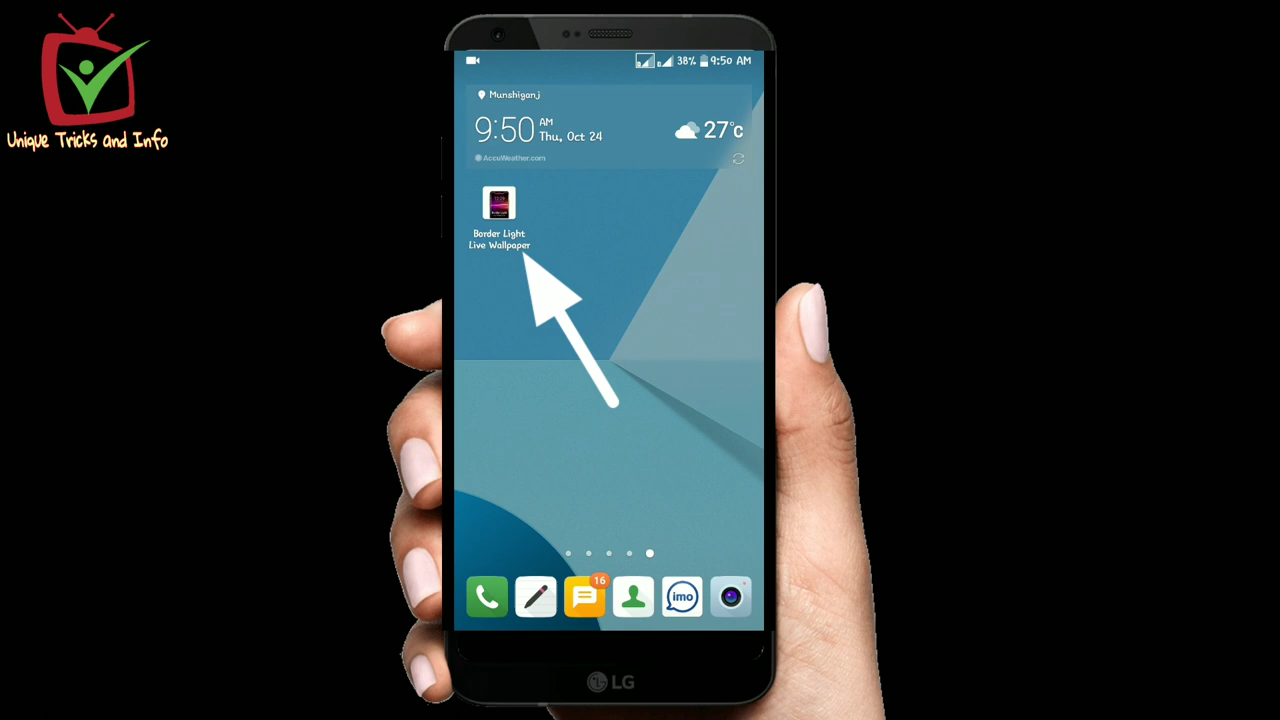 Unique Tricks and Info
38% 9:50 AM
Munshiganj
9:50 AM
Thu, Oct 24
27°C
AccuWeather.com
Border Light
Live Wallpaper
16
imo
LG